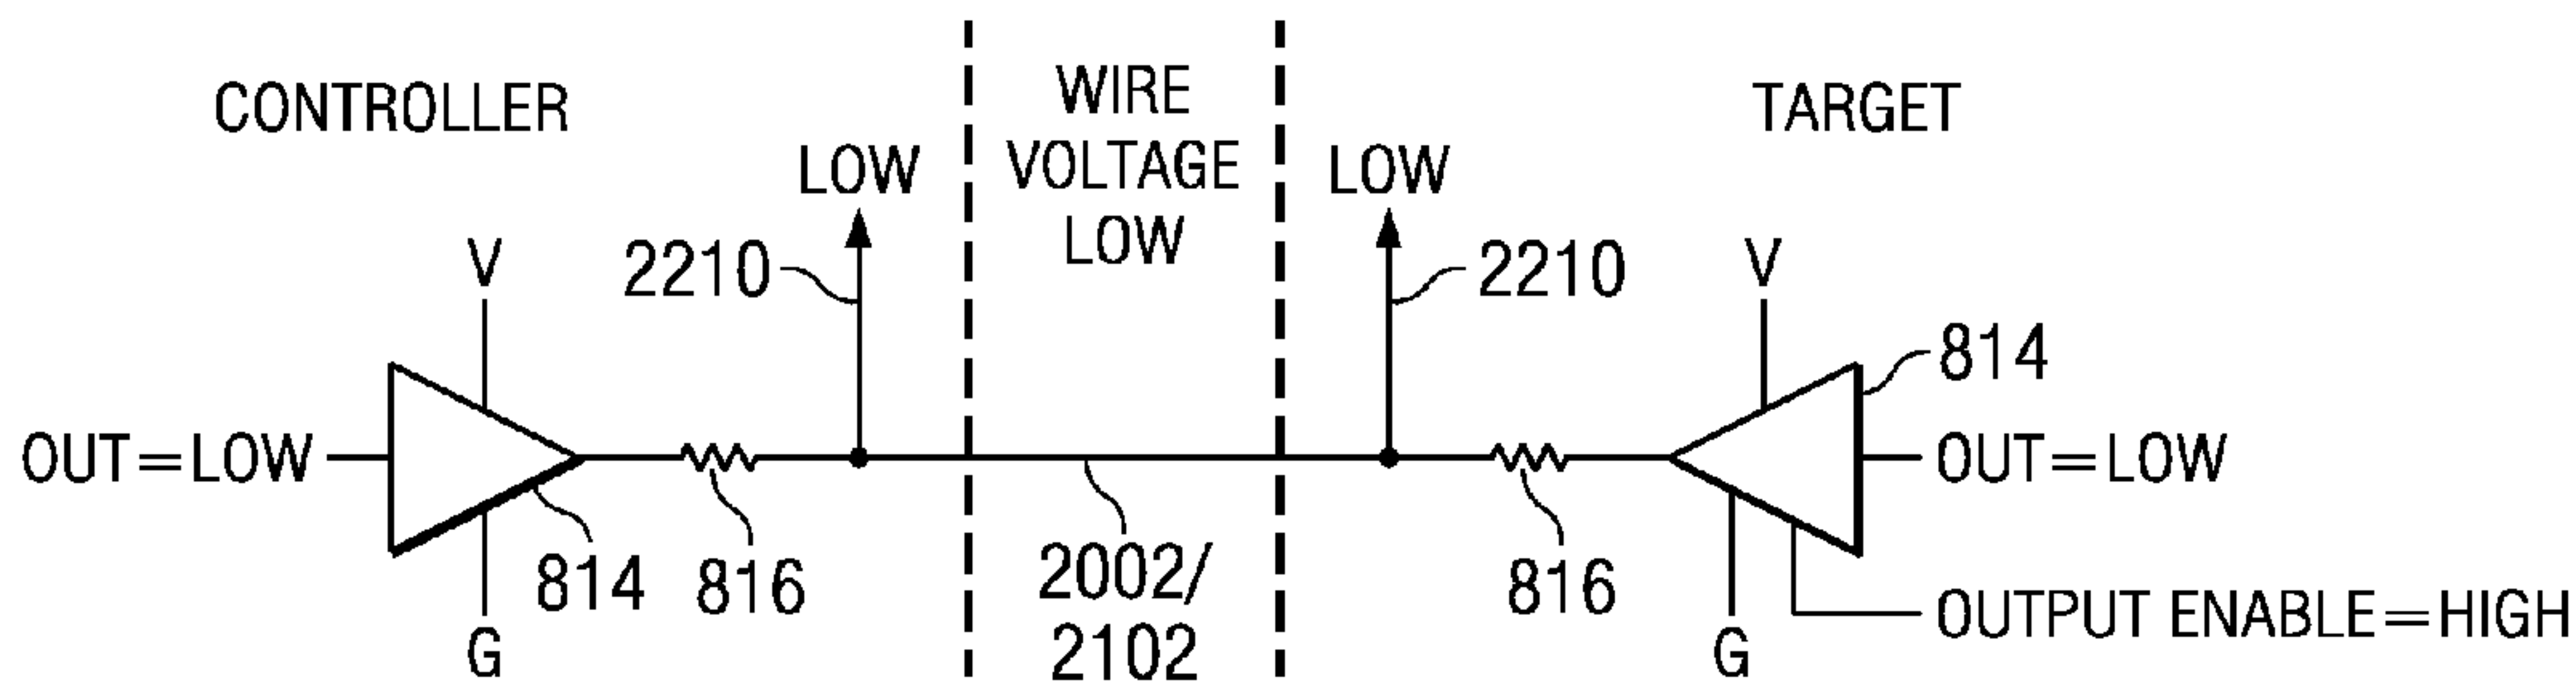 CONTROLLER
WIRE
VOLTAGE
LOW
TARGET
LOW
LOW
V
2210
2210
V
814
OUT=LOW
OUT=LOW
814
816
2002/
2102
816
OUTPUT ENABLE=HIGH
G
G